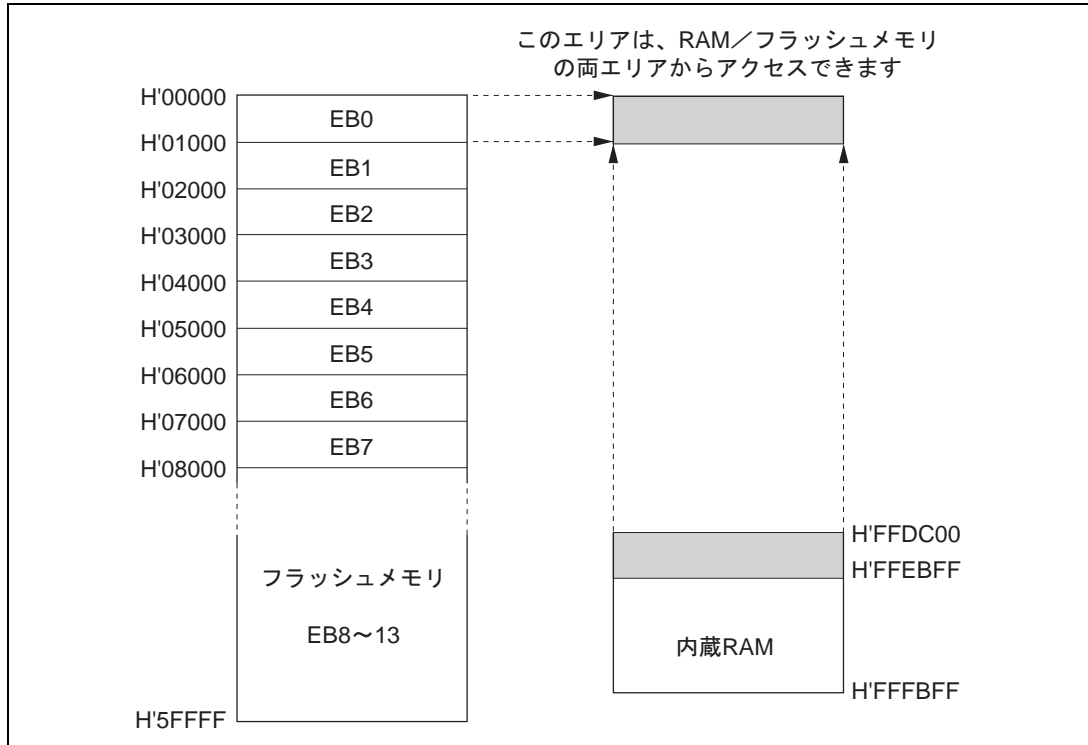 このエリアは、RAM／フラッシュメモリ
の両エリアからアクセスできます
H'00000
EB0
H'01000
EB1
H'02000
EB2
H'03000
EB3
H'04000
EB4
H'05000
EB5
H'06000
EB6
H'07000
EB7
H'08000
フラッシュメモリ
EB8～13
H'5FFFF
H'FFDC00
H'FFEBFF
内蔵RAM
H'FFFBFF